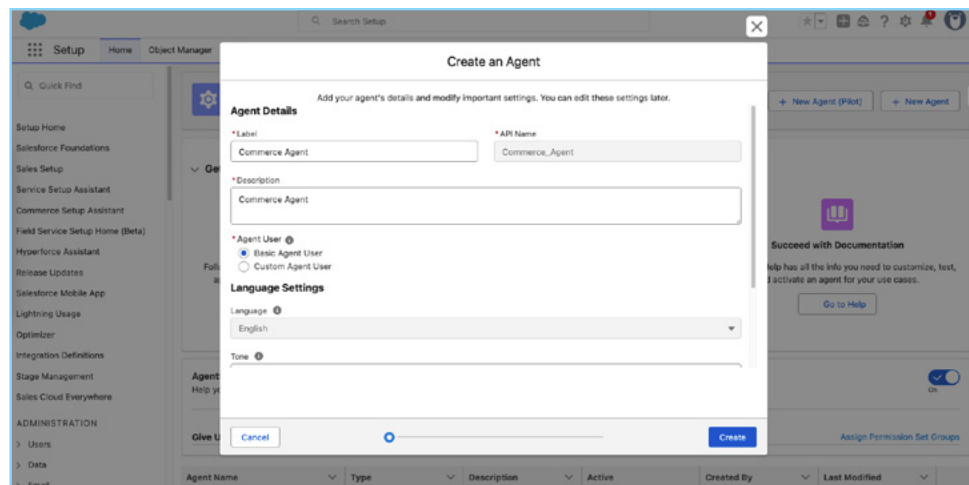 Search Setup
Setup
Home
Object Manager
Quick Find
Setup Home
Salesforce Foundations
Sales Setup
Service Setup Assistant
Commerce Setup Assistant
Field Service Setup Home (Beta)
Hyperforce Assistant
Release Updates
Salesforce Mobile App
Lightning Usage
Optimizer
Integration Definitions
Stage Management
Sales Cloud Everywhere
ADMINISTRATION
Users
Data
Email
+ New Agent (Pilot)
+ New Agent
Create an Agent
Add your agent's details and modify important settings. You can edit these settings later.
Agent Details
*Label
*API Name
Commerce Agent
Commerce_Agent
*Description
Commerce Agent
*Agent User
Basic Agent User
Custom Agent User
Language Settings
Language
English
Tone
Cancel
Create
Succeed with Documentation
Help has all the info you need to customize, test,
activate an agent for your use cases.
Go to Help
Agent
On
Assign Permission Set Groups
Agent Name
Type
Description
Active
Created By
Last Modified